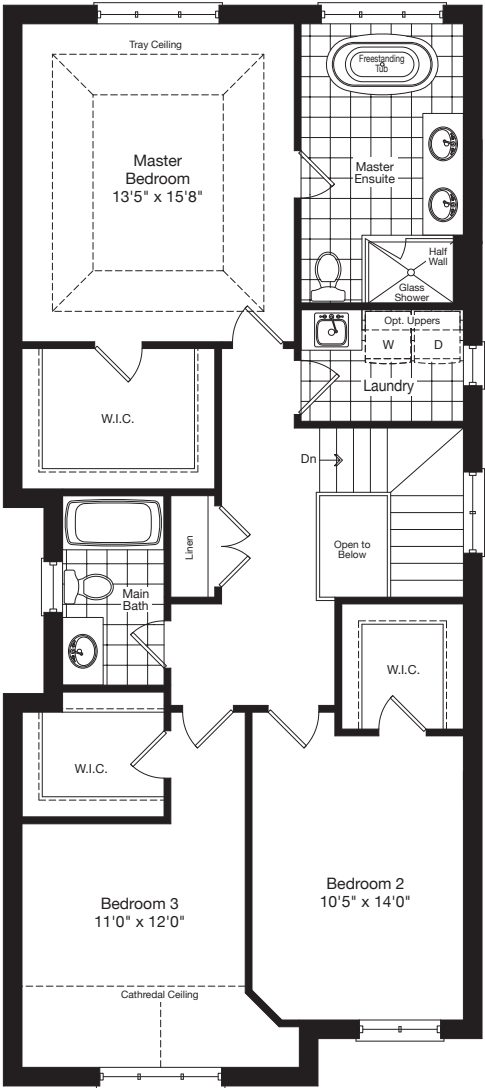 Tray Ceiling
Master
Bedroom
13'5" x 15'8"
Freestanding
Tub
Master
Ensuite
Half
Wall
Glass
Shower
Opt. Uppers
W
D
Laundry
W.I.C.
Dn
Linen
Open to
Below
Main
Bath
W.I.C.
W.I.C.
Bedroom 2
10'5" x 14'0"
Bedroom 3
11'0" x 12'0"
Cathredal Ceiling